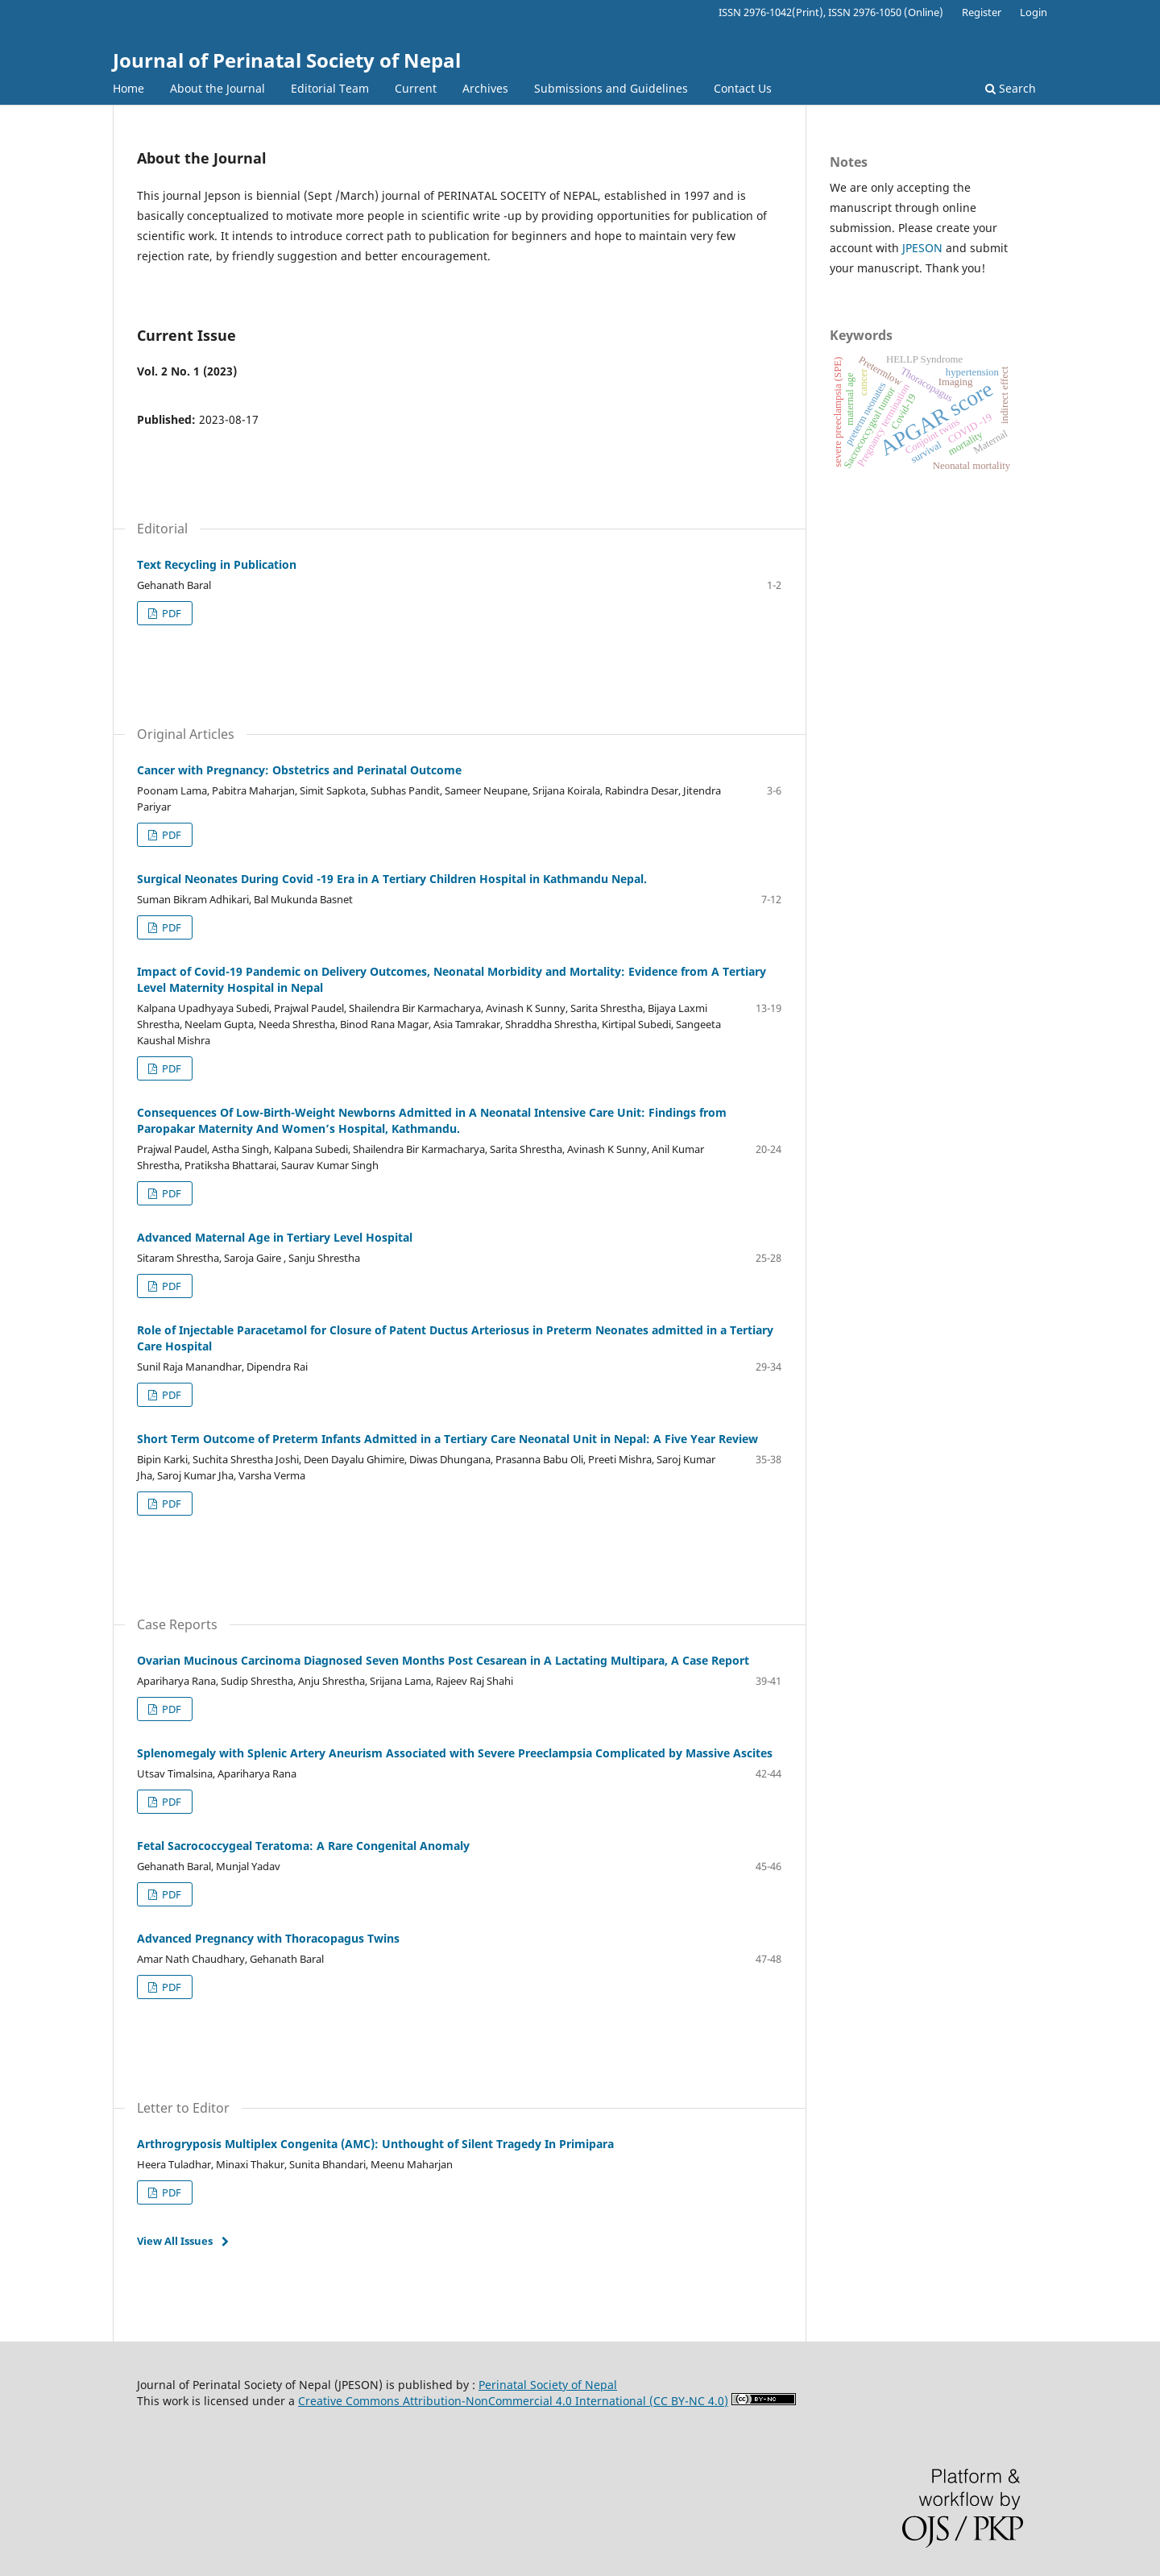 ISSN 2976-1042(Print), ISSN 2976-1050 (Online) Register Login
Journal of Perinatal Society of Nepal
Home About the Journal Editorial Team Current Archives Submissions and Guidelines Contact Us Search
About the Journal
This journal Jepson is biennial (Sept /March) journal of PERINATAL SOCEITY of NEPAL, established in 1997 and is
basically conceptualized to motivate more people in scientific write -up by providing opportunities for publication of
scientific work. It intends to introduce correct path to publication for beginners and hope to maintain very few
rejection rate, by friendly suggestion and better encouragement.
Current Issue
Vol. 2 No. 1 (2023)
Published: 2023-08-17
Editorial
Text Recycling in Publication
Gehanath Baral 1-2
PDF
Original Articles
Cancer with Pregnancy: Obstetrics and Perinatal Outcome
Poonam Lama, Pabitra Maharjan, Simit Sapkota, Subhas Pandit, Sameer Neupane, Srijana Koirala, Rabindra Desar, Jitendra 3-6
Pariyar
PDF
Surgical Neonates During Covid -19 Era in A Tertiary Children Hospital in Kathmandu Nepal.
Suman Bikram Adhikari, Bal Mukunda Basnet 7-12
PDF
Impact of Covid-19 Pandemic on Delivery Outcomes, Neonatal Morbidity and Mortality: Evidence from A Tertiary
Level Maternity Hospital in Nepal
Kalpana Upadhyaya Subedi, Prajwal Paudel, Shailendra Bir Karmacharya, Avinash K Sunny, Sarita Shrestha, Bijaya Laxmi 13-19
Shrestha, Neelam Gupta, Needa Shrestha, Binod Rana Magar, Asia Tamrakar, Shraddha Shrestha, Kirtipal Subedi, Sangeeta
Kaushal Mishra
PDF
Consequences Of Low-Birth-Weight Newborns Admitted in A Neonatal Intensive Care Unit: Findings from
Paropakar Maternity And Women’s Hospital, Kathmandu.
Prajwal Paudel, Astha Singh, Kalpana Subedi, Shailendra Bir Karmacharya, Sarita Shrestha, Avinash K Sunny, Anil Kumar 20-24
Shrestha, Pratiksha Bhattarai, Saurav Kumar Singh
PDF
Advanced Maternal Age in Tertiary Level Hospital
Sitaram Shrestha, Saroja Gaire , Sanju Shrestha 25-28
PDF
Role of Injectable Paracetamol for Closure of Patent Ductus Arteriosus in Preterm Neonates admitted in a Tertiary
Care Hospital
Sunil Raja Manandhar, Dipendra Rai 29-34
PDF
Short Term Outcome of Preterm Infants Admitted in a Tertiary Care Neonatal Unit in Nepal: A Five Year Review
Bipin Karki, Suchita Shrestha Joshi, Deen Dayalu Ghimire, Diwas Dhungana, Prasanna Babu Oli, Preeti Mishra, Saroj Kumar 35-38
Jha, Saroj Kumar Jha, Varsha Verma
PDF
Case Reports
Ovarian Mucinous Carcinoma Diagnosed Seven Months Post Cesarean in A Lactating Multipara, A Case Report
Apariharya Rana, Sudip Shrestha, Anju Shrestha, Srijana Lama, Rajeev Raj Shahi 39-41
PDF
Splenomegaly with Splenic Artery Aneurism Associated with Severe Preeclampsia Complicated by Massive Ascites
Utsav Timalsina, Apariharya Rana 42-44
PDF
Fetal Sacrococcygeal Teratoma: A Rare Congenital Anomaly
Gehanath Baral, Munjal Yadav 45-46
PDF
Advanced Pregnancy with Thoracopagus Twins
Amar Nath Chaudhary, Gehanath Baral 47-48
PDF
Letter to Editor
Arthrogryposis Multiplex Congenita (AMC): Unthought of Silent Tragedy In Primipara
Heera Tuladhar, Minaxi Thakur, Sunita Bhandari, Meenu Maharjan
PDF
View All Issues
Notes
We are only accepting the
manuscript through online
submission. Please create your
account with JPESON and submit
your manuscript. Thank you!
Keywords
HELLP Syndrome
severe preeclampsia (SPE)
maternal age
cancer
Pretermlow
Thoracopagus
hypertension
Imaging
indirect effect
preterm neonates
Sacrococcygeal tumor
Pregnancy termination
Covid-19
APGAR score
Conjoint twins
COVID -19
survival
mortality
Maternal
Neonatal mortality
Journal of Perinatal Society of Nepal (JPESON) is published by : Perinatal Society of Nepal
This work is licensed under a Creative Commons Attribution-NonCommercial 4.0 International (CC BY-NC 4.0) cc BY-NC
Platform &
workflow by
OJS / PKP